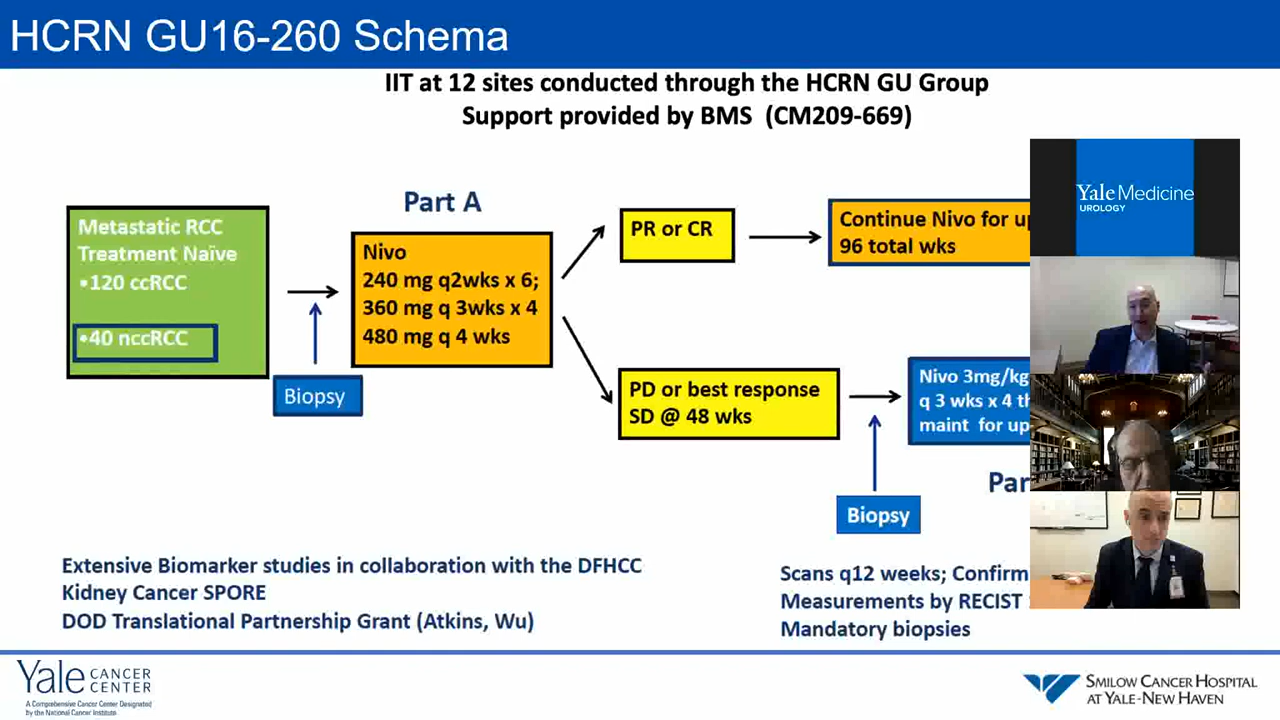 HCRN GU16-260 Schema
IIT at 12 sites conducted through the HCRN GU Group
Support provided by BMS (CM209-669)
Part A
Metastatic RCC
Treatment Naïve
•120 ccRCC
•40 nccRCC
Biopsy
Nivo
240 mg q2wks x 6;
360 mg q 3wks x 4
480 mg q 4 wks
PR or CR
Continue Nivo for up
96 total wks
PD or best response
SD @ 48 wks
Biopsy
Nivo 3mg/kg
q 3 wks x 4 th
maint for up
Par
Extensive Biomarker studies in collaboration with the DFHCC
Kidney Cancer SPORE
DOD Translational Partnership Grant (Atkins, Wu)
Scans q12 weeks; Confirm
Measurements by RECIST
Mandatory biopsies
Yale Medicine
UROLOGY
Yale CANCER
CENTER
A Comprehensive Cancer Center Designated
by the National Cancer Institute
SMILOW CANCER HOSPITAL
AT YALE-NEW HAVEN